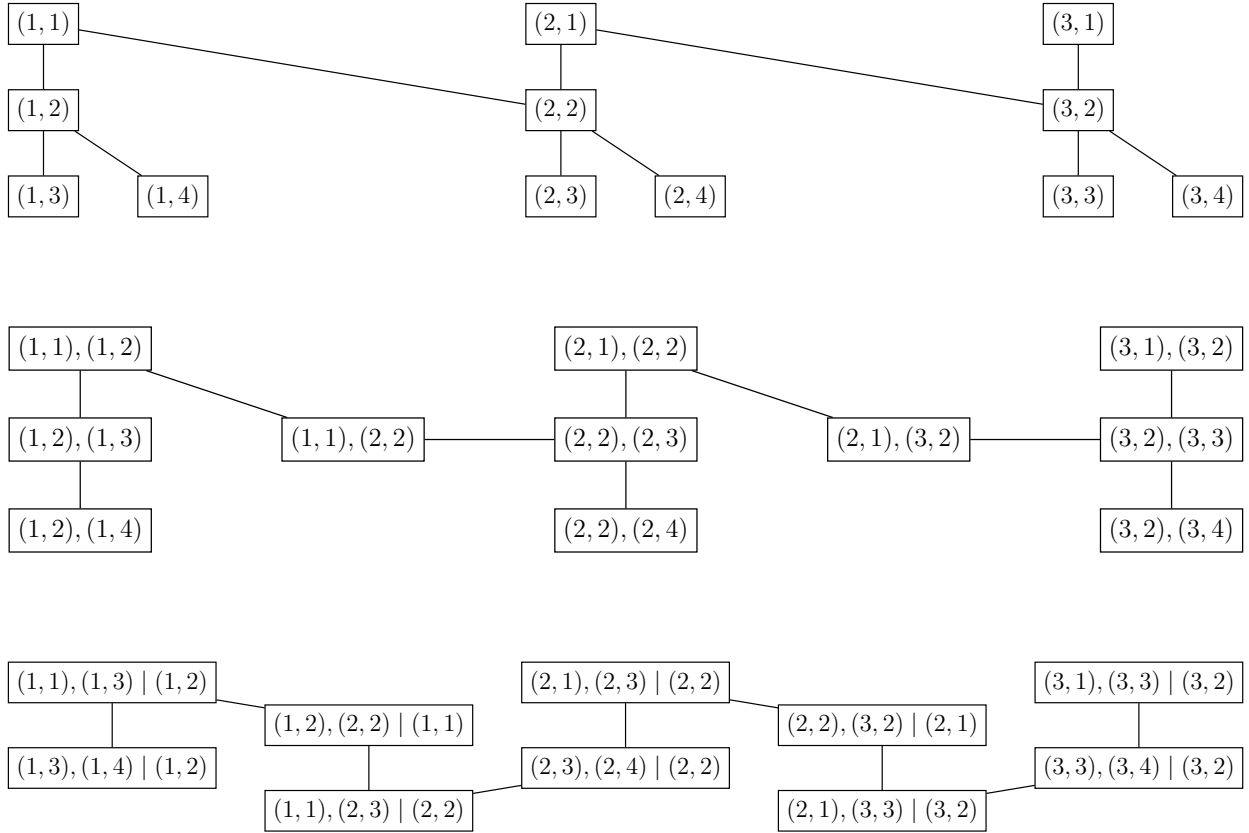 (1, 1) (2, 1) (3, 1)
(1, 2) (2, 2) (3, 2)
(1, 3) (1, 4) (2, 3) (2, 4) (3, 3) (3, 4)
(1, 1), (1, 2) (2, 1), (2, 2) (3, 1), (3, 2)
(1, 2), (1, 3) (1, 1), (2, 2) (2, 2), (2, 3) (2, 1), (3, 2) (3, 2), (3, 3)
(1, 2), (1, 4) (2, 2), (2, 4) (3, 2), (3, 4)
(1, 1), (1, 3) | (1, 2) (2, 1), (2, 3) | (2, 2) (3, 1), (3, 3) | (3, 2)
(1, 2), (2, 2) | (1, 1) (2, 2), (3, 2) | (2, 1)
(1, 3), (1, 4) | (1, 2) (2, 3), (2, 4) | (2, 2) (3, 3), (3, 4) | (3, 2)
(1, 1), (2, 3) | (2, 2) (2, 1), (3, 3) | (3, 2)